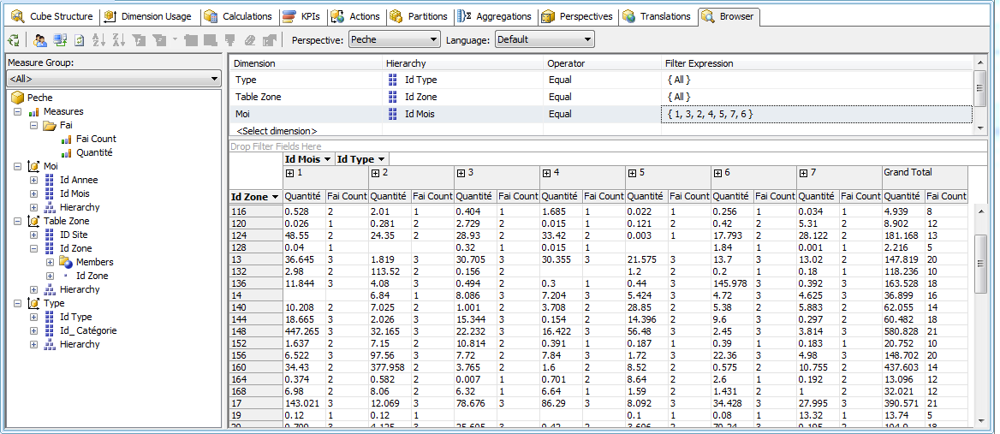 Cube Structure Dimension Usage Calculations KPIs Actions Partitions Aggregations Perspectives Translations Browser
Perspective: Peche Language: Default
Measure Group:
<All>
Peche
Measures
Fai
Fai Count
Quantité
Moi
Id Annee
Id Mois
Hierarchy
Table Zone
ID Site
Id Zone
Members
Id Zone
Hierarchy
Type
Id Type
Id_ Catégorie
Hierarchy
Dimension Hierarchy Operator Filter Expression
Type Id Type Equal { All }
Table Zone Id Zone Equal { All }
Moi Id Mois Equal { 1, 3, 2, 4, 5, 7, 6 }
<Select dimension>
Drop Filter Fields Here
Id Mois Id Type
1 2 3 4 5 6 7 Grand Total
Id Zone Quantité Fai Count Quantité Fai Count Quantité Fai Count Quantité Fai Count Quantité Fai Count Quantité Fai Count Quantité Fai Count Quantité Fai Count
116 0.528 2 2.01 1 0.404 1 1.685 1 0.022 1 0.256 1 0.034 1 4.939 8
120 0.026 1 0.281 2 2.729 2 0.015 1 0.121 2 0.42 2 5.31 2 8.902 12
124 48.55 2 24.35 2 28.93 2 33.42 2 0.003 1 17.793 2 28.122 2 181.168 13
128 0.04 1 0.32 1 0.015 1 1.84 1 0.001 1 2.216 5
13 36.645 3 1.819 3 30.705 3 30.355 3 21.575 3 13.7 3 13.02 2 147.819 20
132 2.98 2 113.52 2 0.156 2 1.2 2 0.2 1 0.18 1 118.236 10
136 11.844 3 4.08 3 0.494 2 0.3 1 0.44 3 145.978 3 0.392 3 163.528 18
14 6.84 1 8.086 3 7.204 3 5.424 3 4.72 3 4.625 3 36.899 16
140 10.208 2 7.025 2 1.001 2 3.708 2 28.85 2 5.38 2 5.883 2 62.055 14
144 18.665 3 2.026 3 15.344 3 0.154 2 14.396 2 9.6 3 0.297 2 60.482 18
148 447.265 3 32.165 3 22.232 3 16.422 3 56.48 3 2.45 3 3.814 3 580.828 21
152 1.637 2 7.15 2 10.814 2 0.391 1 0.187 1 0.39 1 0.183 1 20.752 10
156 6.522 3 97.56 3 7.72 2 7.84 3 1.72 3 22.36 3 4.98 3 148.702 20
160 34.43 2 377.958 2 3.765 2 1.6 2 8.52 2 0.575 2 10.755 2 437.603 14
164 0.374 2 0.582 2 0.007 1 0.701 2 8.64 2 2.6 1 0.192 2 13.096 12
168 6.98 2 8.06 2 6.32 1 6.64 1 1.59 2 1.431 2 1 2 32.021 12
17 143.021 3 12.069 3 78.676 3 86.29 3 8.092 3 34.428 3 27.995 3 390.571 21
19 0.12 1 0.12 1 0.1 1 0.08 1 13.32 1 13.74 5